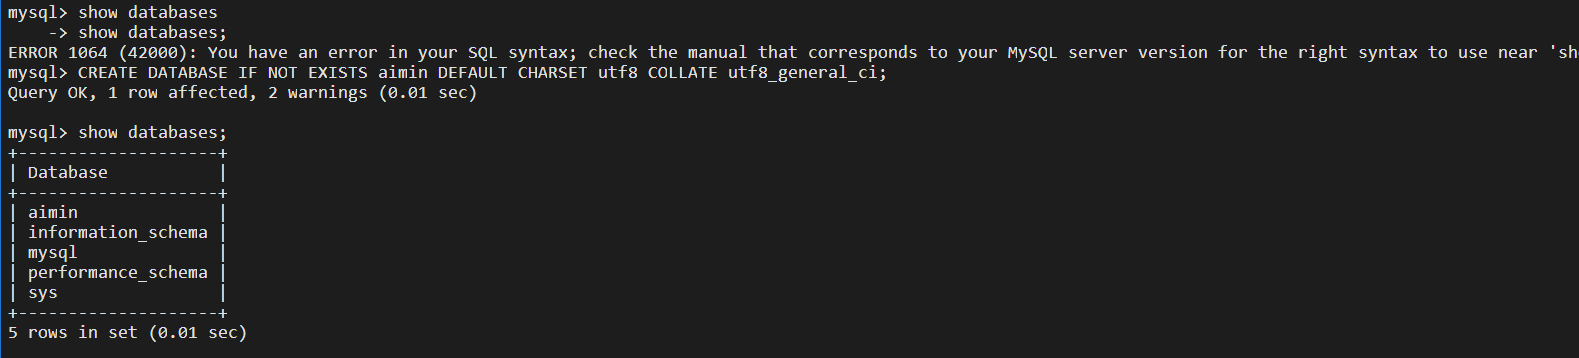 mysql> show databases
    -> show databases;
ERROR 1064 (42000): You have an error in your SQL syntax; check the manual that corresponds to your MySQL server version for the right syntax to use near 'sh
mysql> CREATE DATABASE IF NOT EXISTS aimin DEFAULT CHARSET utf8 COLLATE utf8_general_ci;
Query OK, 1 row affected, 2 warnings (0.01 sec)
mysql> show databases;
+--------------------+
| Database           |
+--------------------+
| aimin              |
| information_schema |
| mysql              |
| performance_schema |
| sys                |
+--------------------+
5 rows in set (0.01 sec)